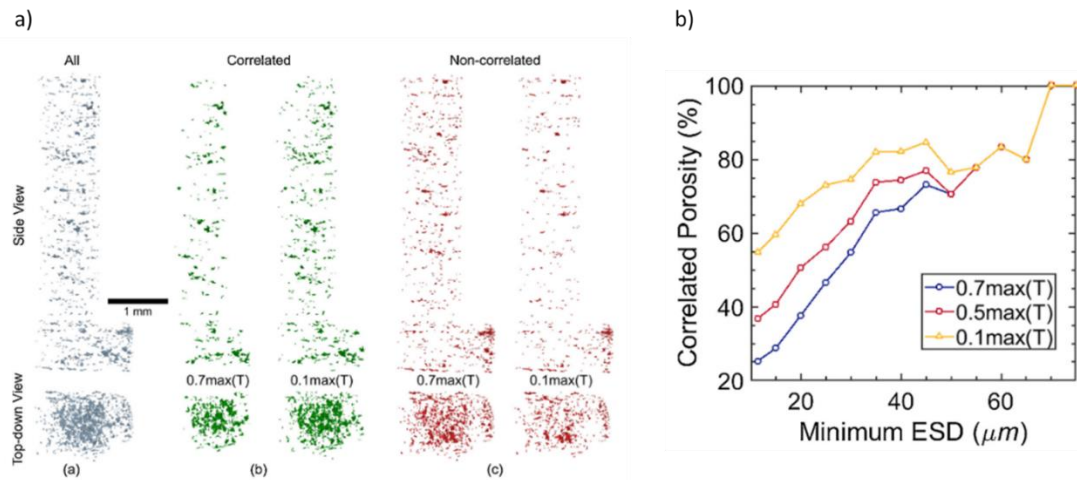 a)
All
Correlated
Non-correlated
Side View
1 mm
0.7max(T)
0.1max(T)
0.7max(T)
0.1max(T)
Top-down View
(a)
(b)
(c)
b)
Correlated Porosity (%)
100
80
60
40
20
20
40
60
Minimum ESD (μm)
0.7max(T)
0.5max(T)
0.1max(T)